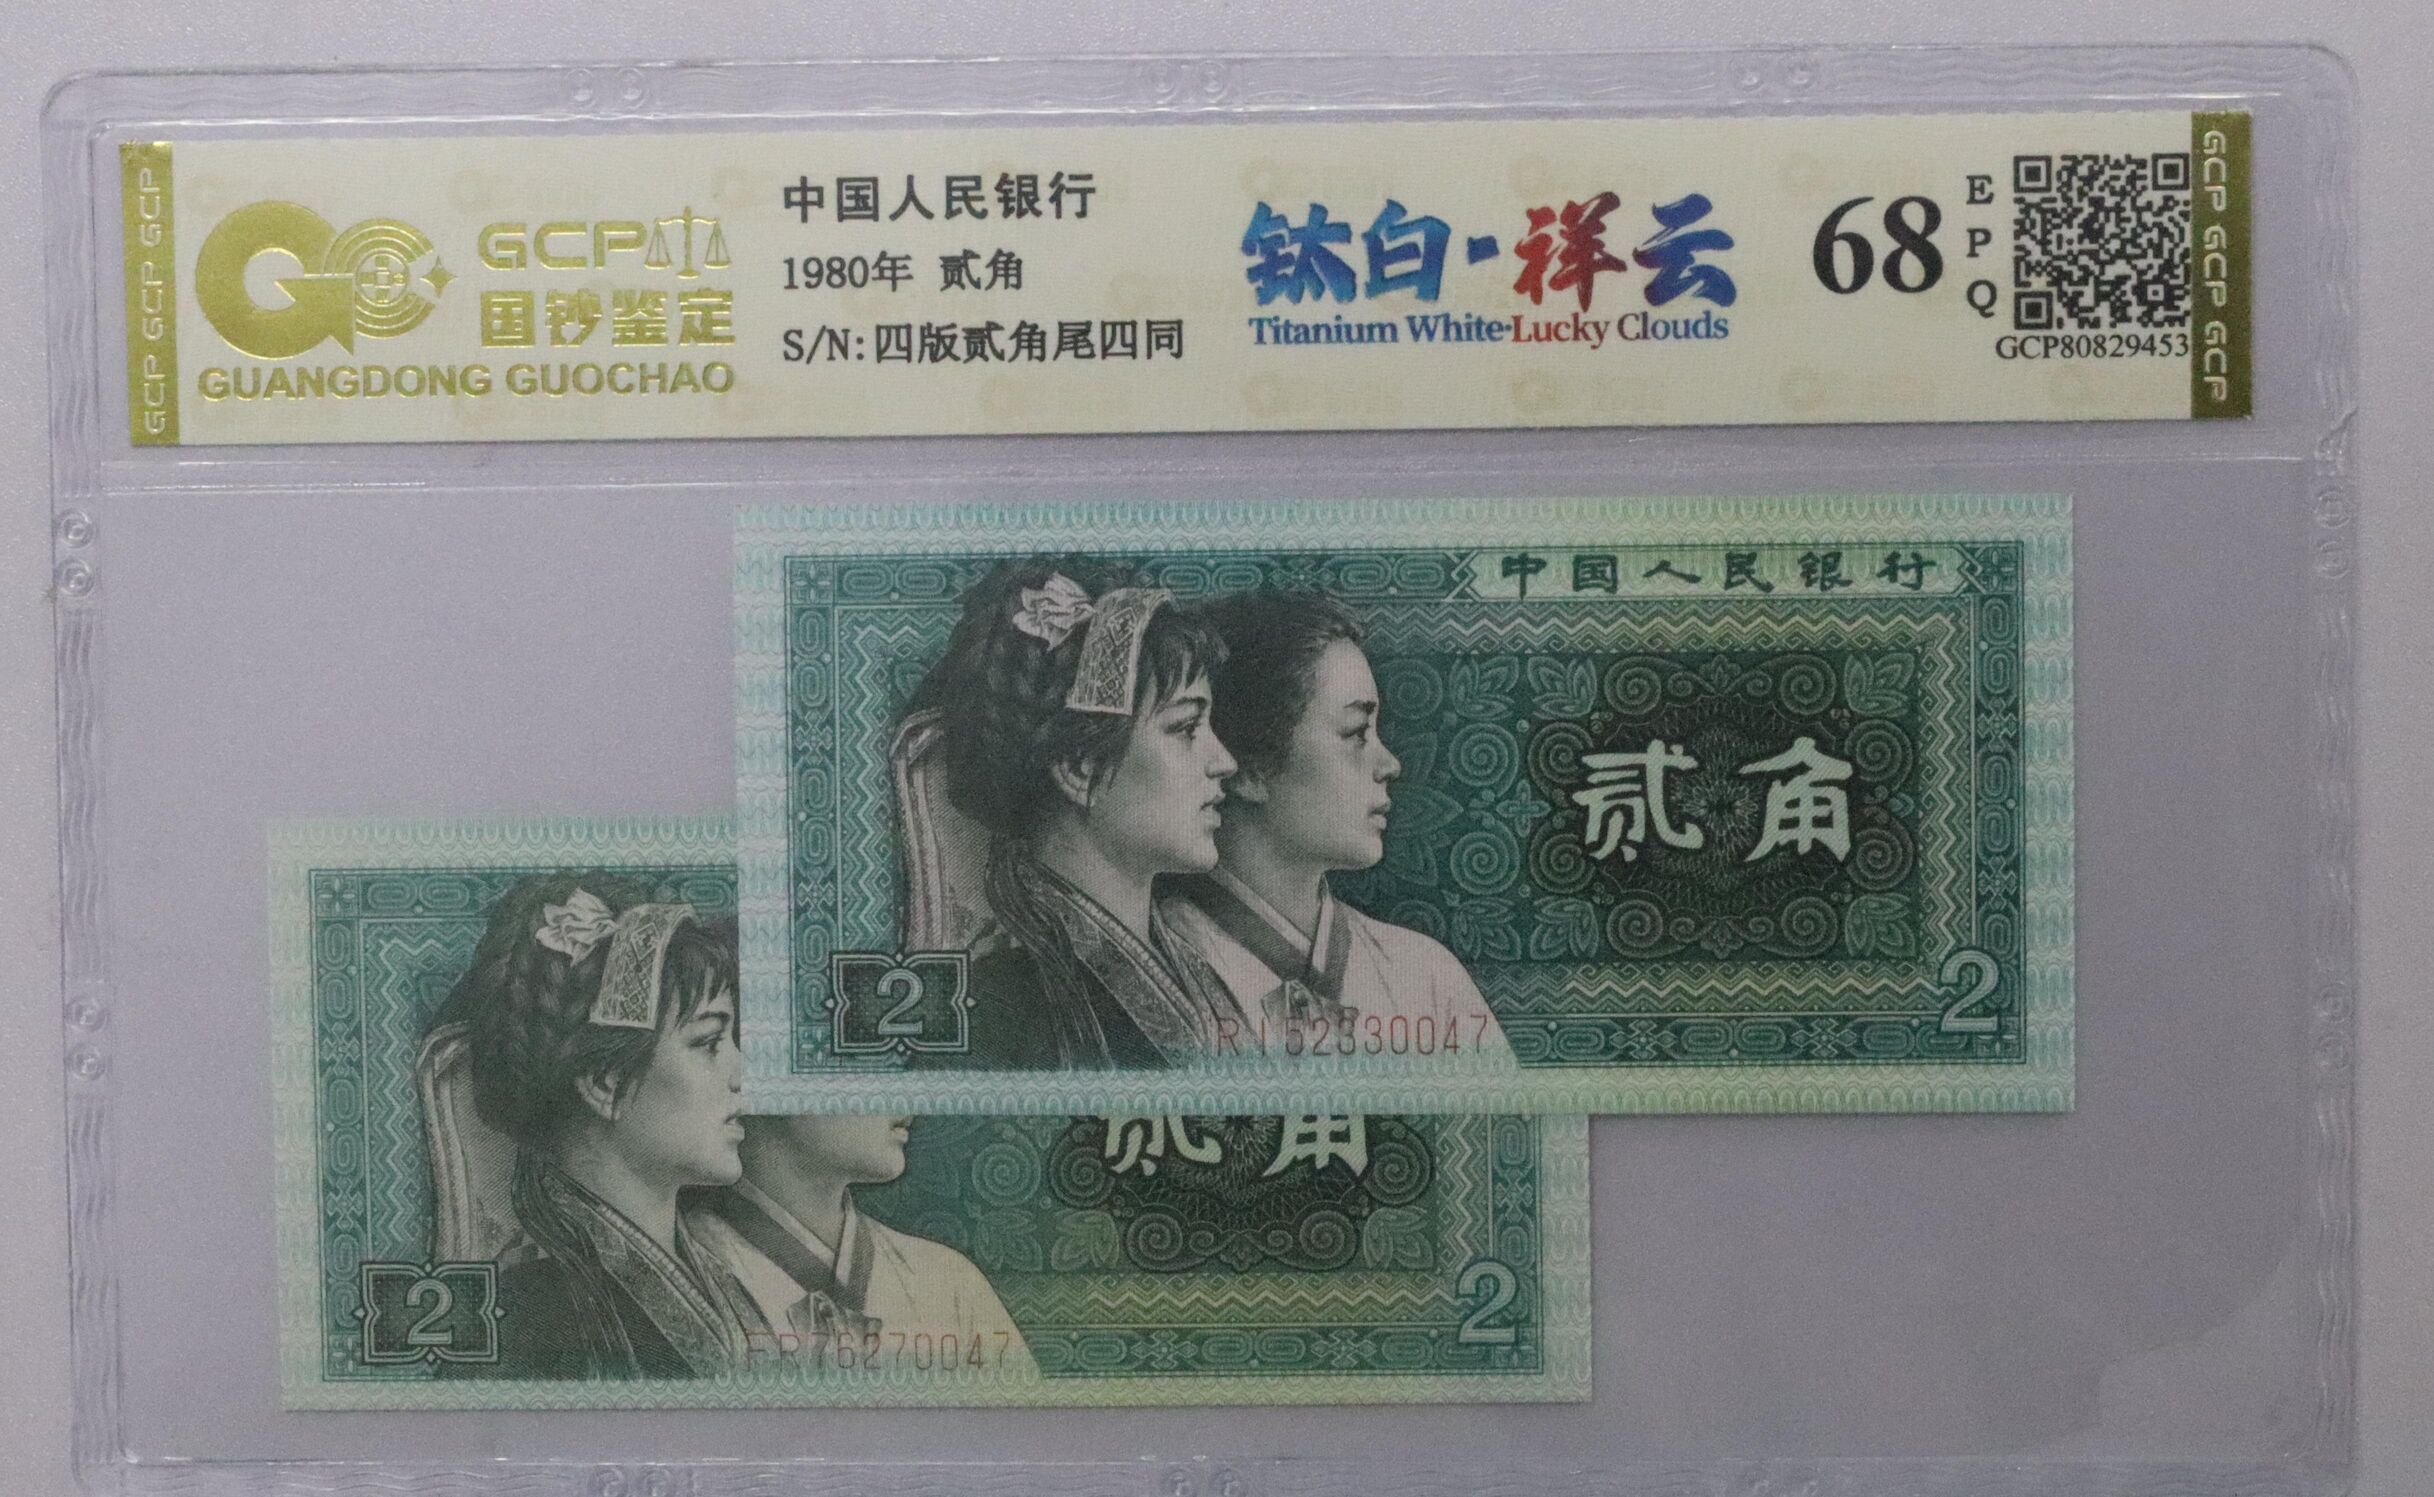 GCP GCP GCP
GCP
国钞鉴定
GUANGDONG GUOCHAO
中国人民银行
1980年 贰角
S/N:四版贰角尾四同
钛白·祥云
Titanium White·Lucky Clouds
68
EPQ
GCP80829453
GCP GCP GCP
中国人民银行
贰角
2
2
RI52330047
贰角
2
2
FR76270047